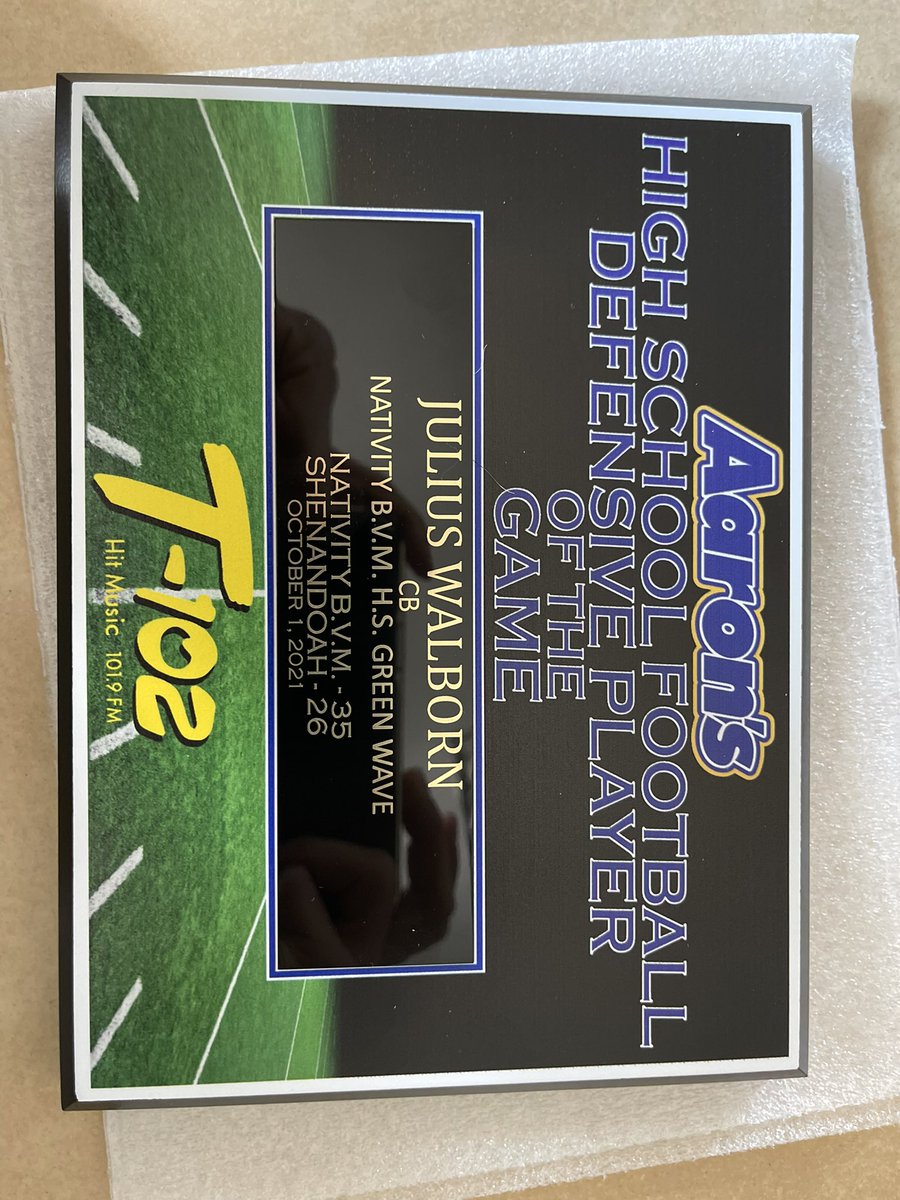 Aaron's
HIGH SCHOOL FOOTBALL
DEFENSIVE PLAYER
OF THE
GAME
JULIUS WALBORN
CB
NATIVITY B.V.M. H.S. GREEN WAVE
NATIVITY B.V.M. - 35
SHENANDOAH - 26
OCTOBER 1, 2021
T-102
Hit Music 101.9 FM